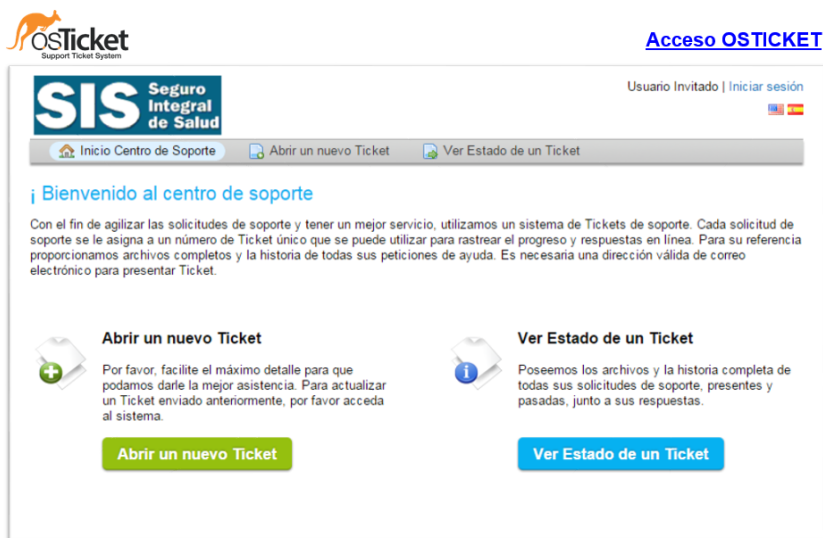 osTicket
Support Ticket System
Acceso OSTICKET
SIS Seguro Integral de Salud
Usuario Invitado | Iniciar sesión
Inicio Centro de Soporte
Abrir un nuevo Ticket
Ver Estado de un Ticket
¡ Bienvenido al centro de soporte
Con el fin de agilizar las solicitudes de soporte y tener un mejor servicio, utilizamos un sistema de Tickets de soporte. Cada solicitud de
soporte se le asigna a un número de Ticket único que se puede utilizar para rastrear el progreso y respuestas en línea. Para su referencia
proporcionamos archivos completos y la historia de todas sus peticiones de ayuda. Es necesaria una dirección válida de correo
electrónico para presentar Ticket.
Abrir un nuevo Ticket
Por favor, facilite el máximo detalle para que
podamos darle la mejor asistencia. Para actualizar
un Ticket enviado anteriormente, por favor acceda
al sistema.
Abrir un nuevo Ticket
Ver Estado de un Ticket
Poseemos los archivos y la historia completa de
todas sus solicitudes de soporte, presentes y
pasadas, junto a sus respuestas.
Ver Estado de un Ticket